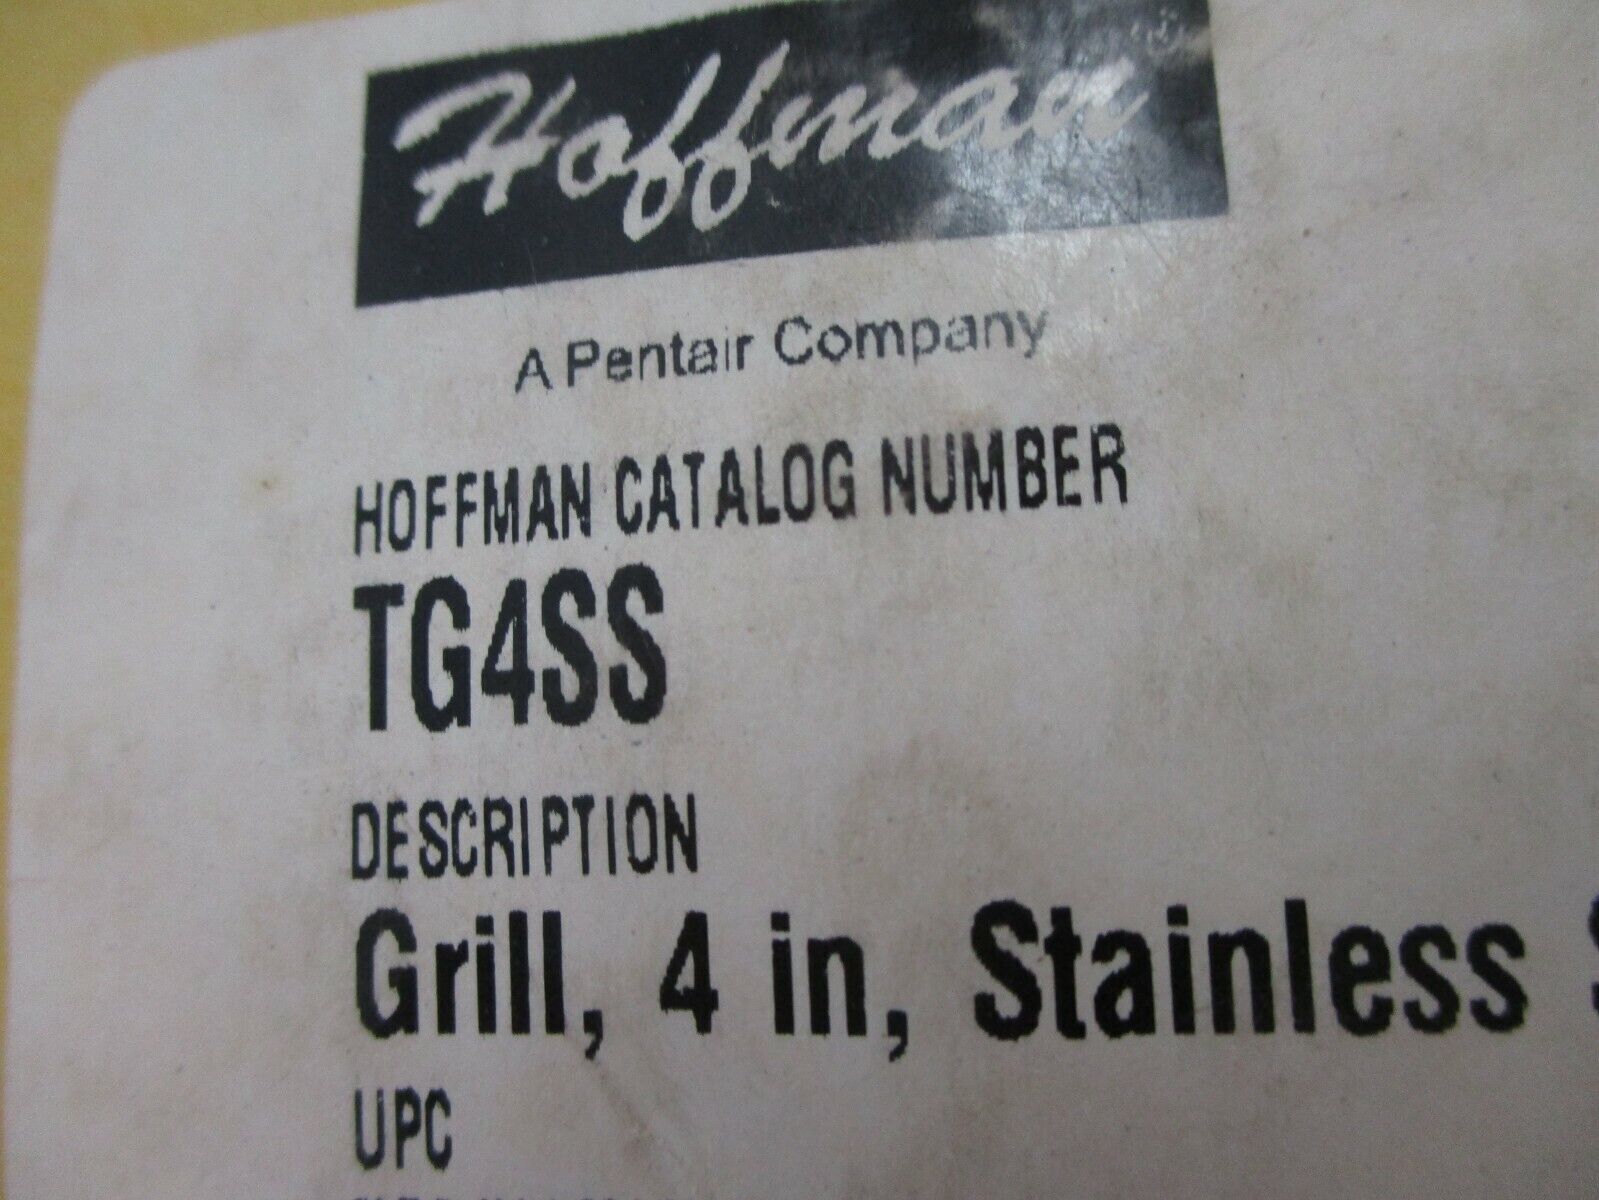 Hoffman®
A Pentair Company
HOFFMAN CATALOG NUMBER
TG4SS
DESCRIPTION
Grill, 4 in, Stainless
UPC